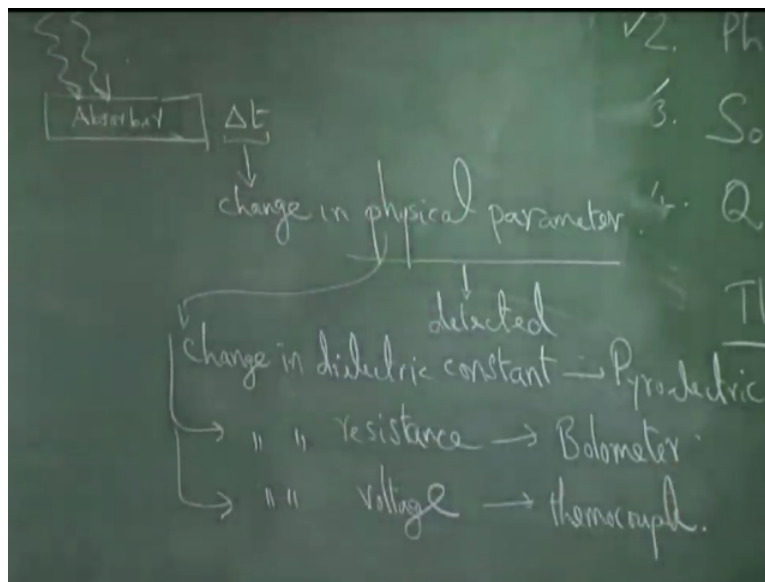 ✓2. Ph
3. So
4. Q
Th
Absorber Δt
change in physical parameter.
detected
change in dielectric constant → Pyroelectric
" " resistance → Bolometer
" " voltage → themocouple.